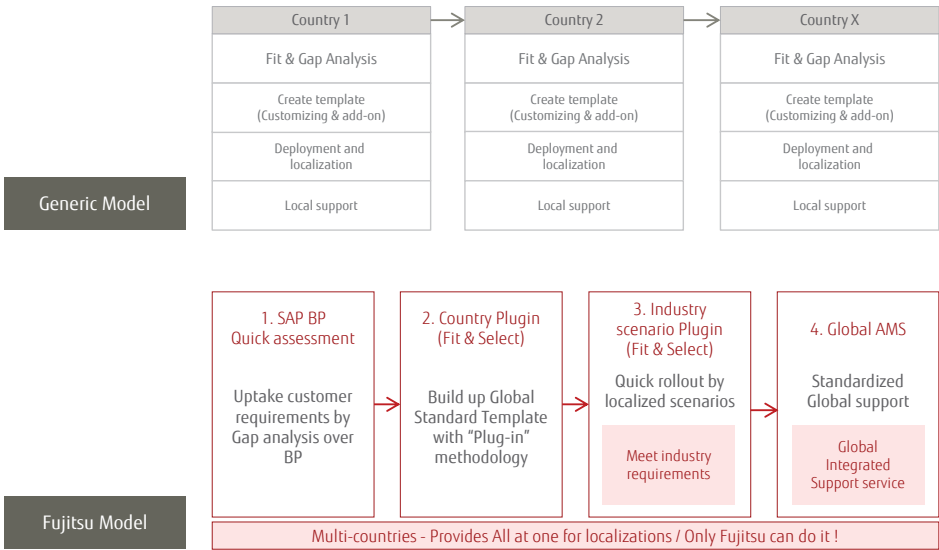 Country 1
Country 2
Country X
Fit & Gap Analysis
Fit & Gap Analysis
Fit & Gap Analysis
Create template
(Customizing & add-on)
Create template
(Customizing & add-on)
Create template
(Customizing & add-on)
Deployment and
localization
Deployment and
localization
Deployment and
localization
Generic Model
Local support
Local support
Local support
1. SAP BP
Quick assessment
Uptake customer
requirements by
Gap analysis over
BP
2. Country Plugin
(Fit & Select)
Build up Global
Standard Template
with “Plug-in”
methodology
3. Industry
scenario Plugin
(Fit & Select)
Quick rollout by
localized scenarios
Meet industry
requirements
4. Global AMS
Standardized
Global support
Global
Integrated
Support service
Fujitsu Model
Multi-countries - Provides All at one for localizations / Only Fujitsu can do it !